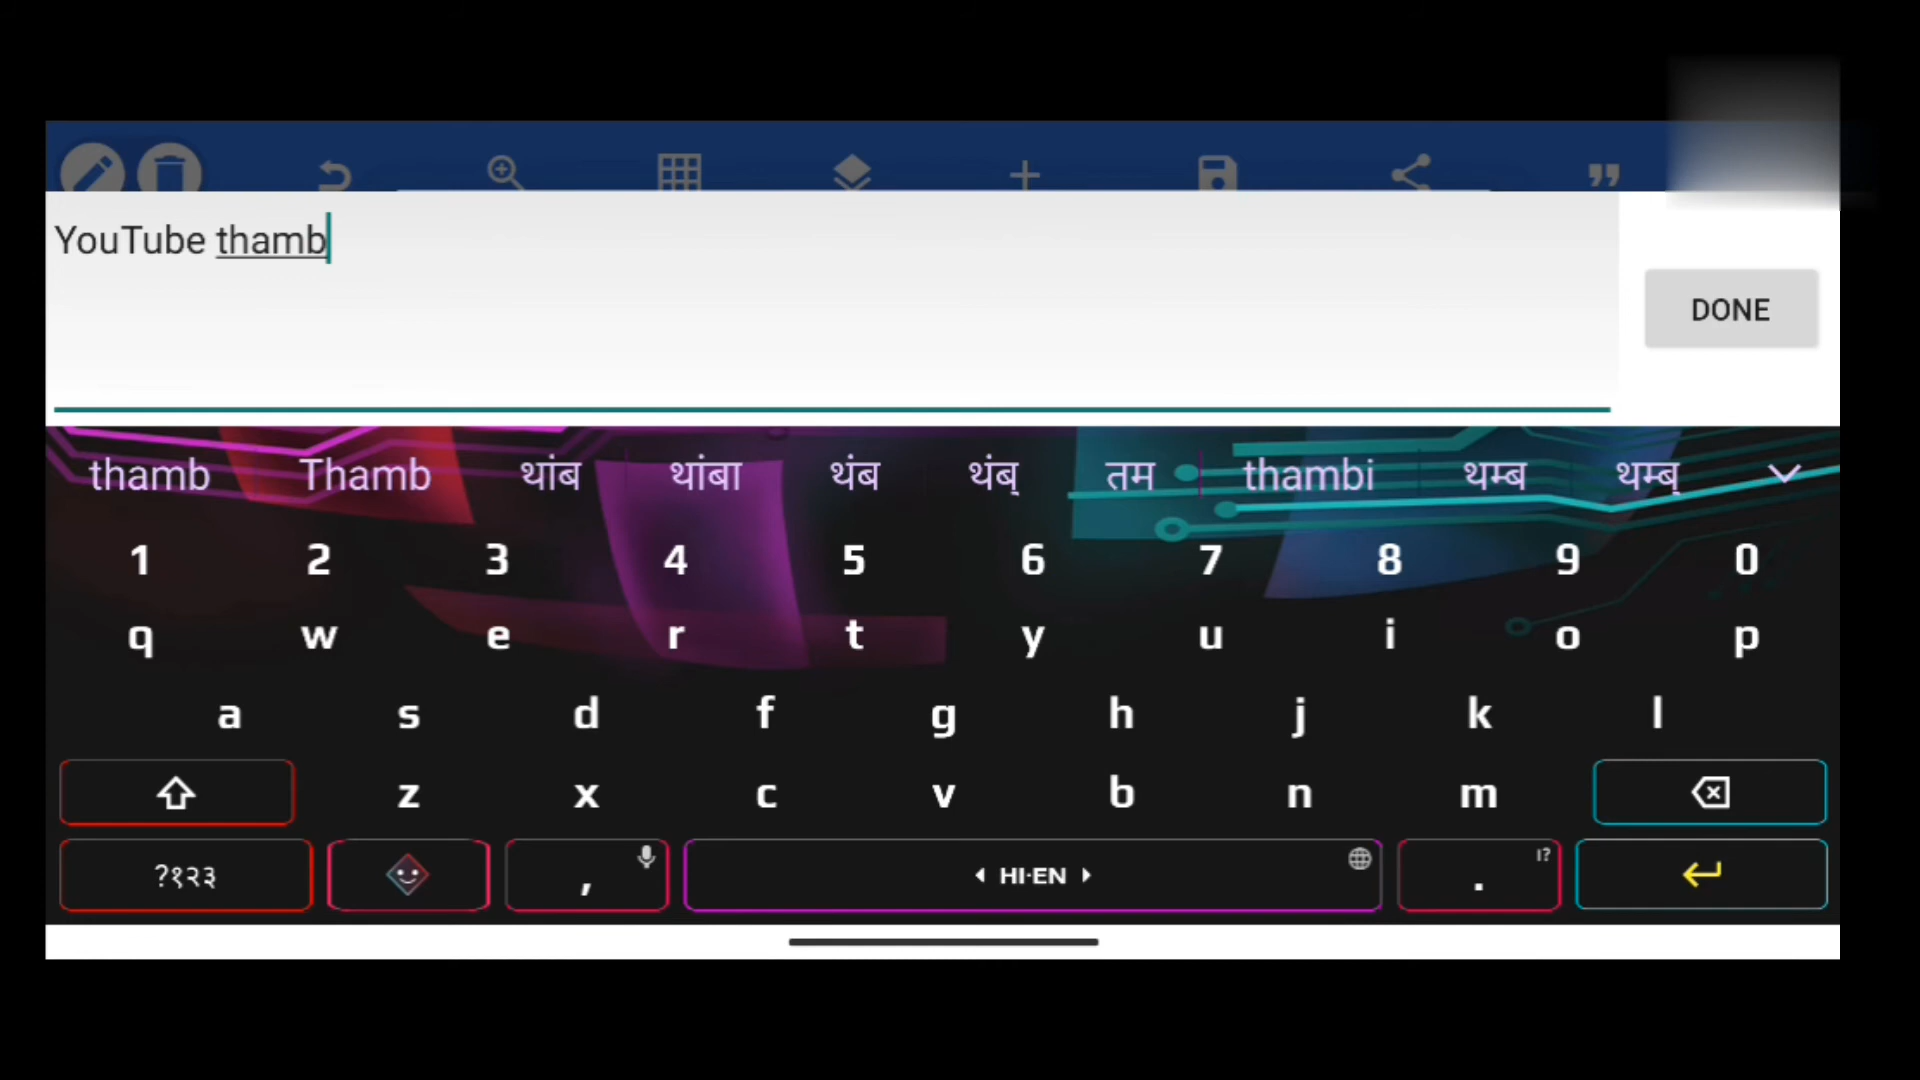 YouTube thamb
DONE
thamb Thamb थांब थांबा थंब थंब् तम thambi थम्ब थम्ब्
1 2 3 4 5 6 7 8 9 0
q w e r t y u i o p
a s d f g h j k l
z x c v b n m
?१२३ , HI·EN . !?